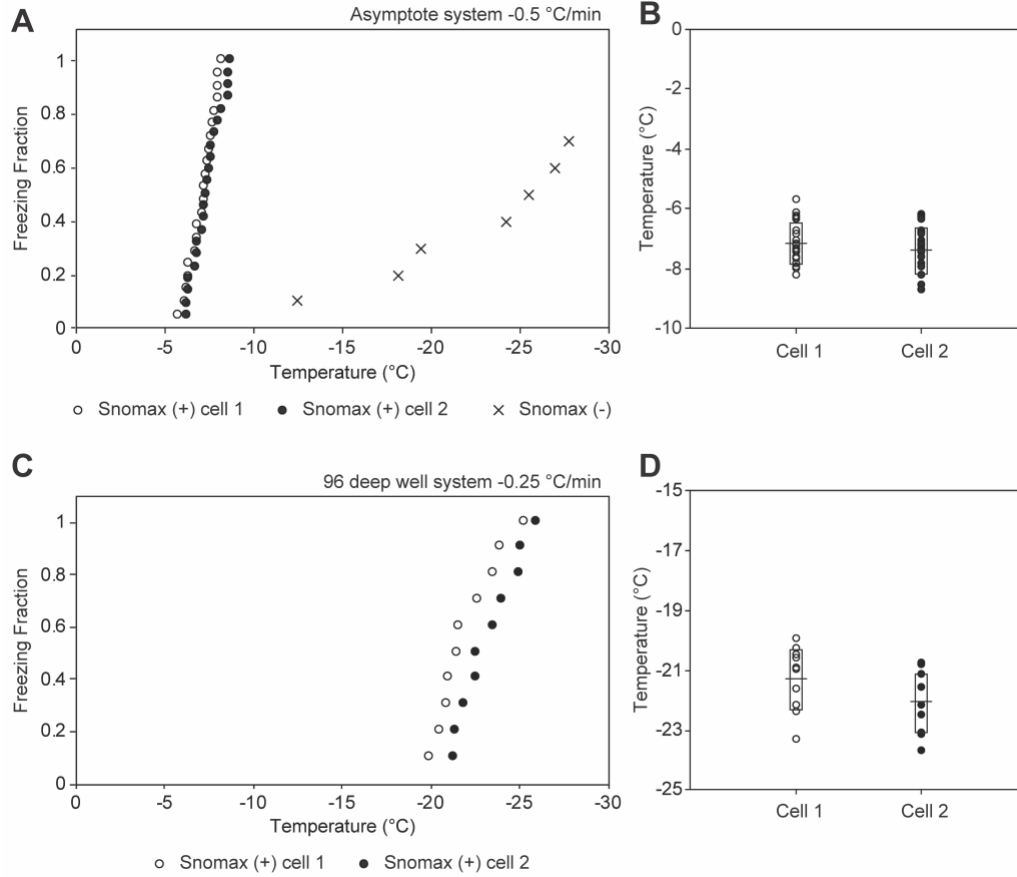 A
Asymptote system -0.5 °C/min
Freezing Fraction
1
0.8
0.6
0.4
0.2
0
0
-5
-10
-15
-20
-25
-30
Temperature (°C)
Snomax (+) cell 1
Snomax (+) cell 2
Snomax (-)
B
Temperature (°C)
0
-2
-4
-6
-8
-10
Cell 1
Cell 2
C
96 deep well system -0.25 °C/min
Freezing Fraction
1
0.8
0.6
0.4
0.2
0
0
-5
-10
-15
-20
-25
-30
Temperature (°C)
Snomax (+) cell 1
Snomax (+) cell 2
D
Temperature (°C)
-15
-17
-19
-21
-23
-25
Cell 1
Cell 2